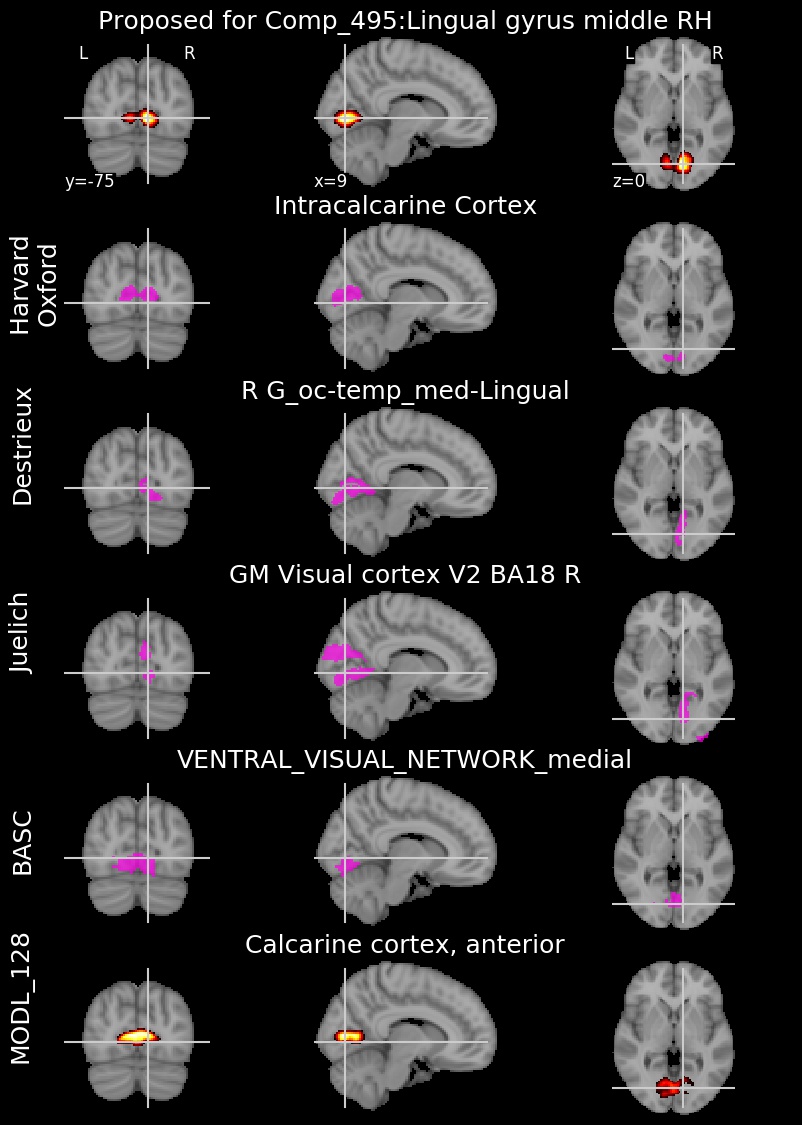 Proposed for Comp_495:Lingual gyrus middle RH
L R
L R
y=-75
x=9
z=0
Intracalcarine Cortex
Harvard
Oxford
R G_oc-temp_med-Lingual
Destrieux
GM Visual cortex V2 BA18 R
Juelich
VENTRAL_VISUAL_NETWORK_medial
BASC
Calcarine cortex, anterior
MODL_128